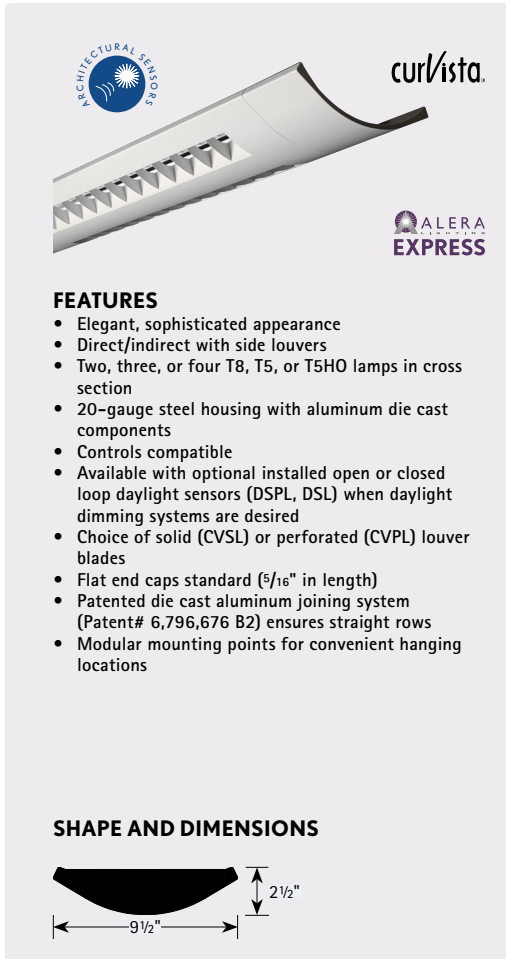 ARCHITECTURAL SENSORS
curVista
ALERA
LIGHTING
EXPRESS
FEATURES
• Elegant, sophisticated appearance
• Direct/indirect with side louvers
• Two, three, or four T8, T5, or T5HO lamps in cross
section
• 20-gauge steel housing with aluminum die cast
components
• Controls compatible
• Available with optional installed open or closed
loop daylight sensors (DSPL, DSL) when daylight
dimming systems are desired
• Choice of solid (CVSL) or perforated (CVPL) louver
blades
• Flat end caps standard (5/16" in length)
• Patented die cast aluminum joining system
(Patent# 6,796,676 B2) ensures straight rows
• Modular mounting points for convenient hanging
locations
SHAPE AND DIMENSIONS
2 1/2"
9 1/2"